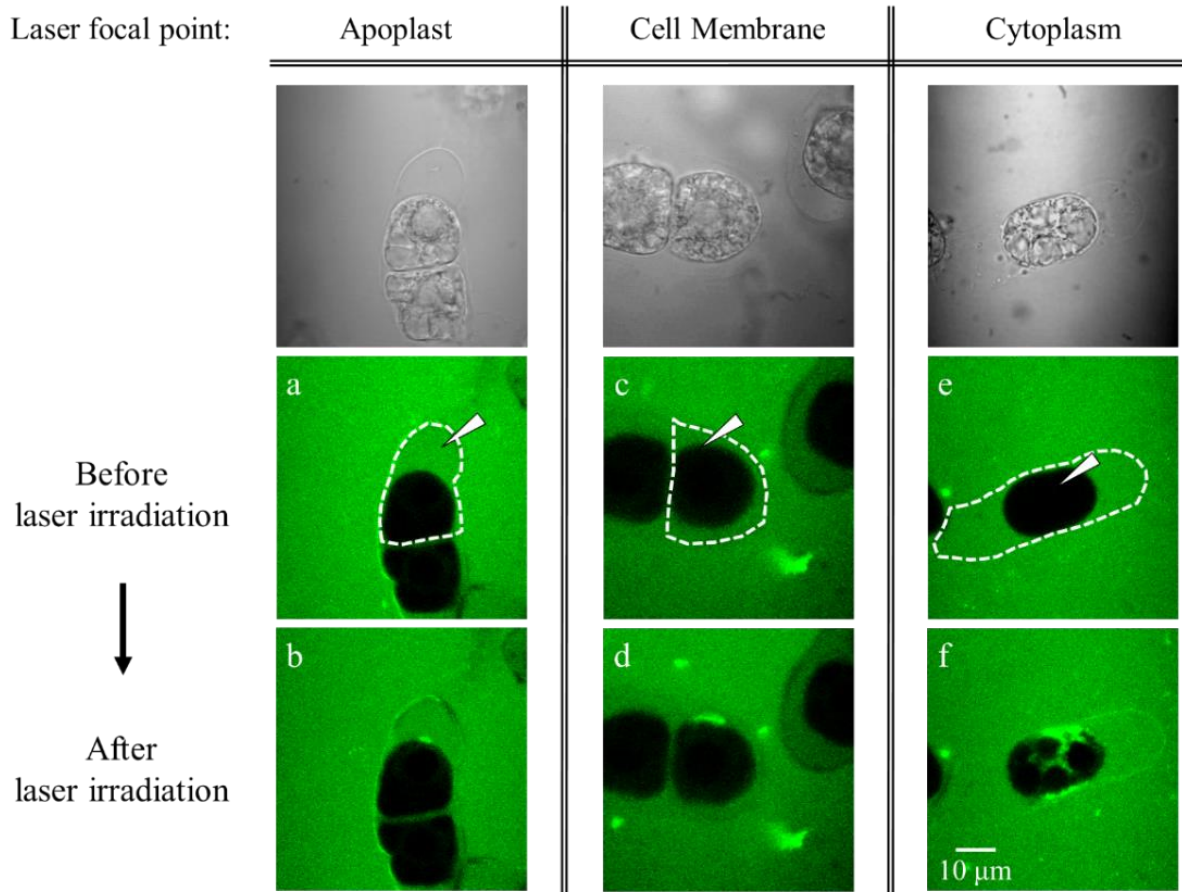 Laser focal point:
Apoplast
Cell Membrane
Cytoplasm
a
c
e
Before
laser irradiation
b
d
f
After
laser irradiation
10 μm